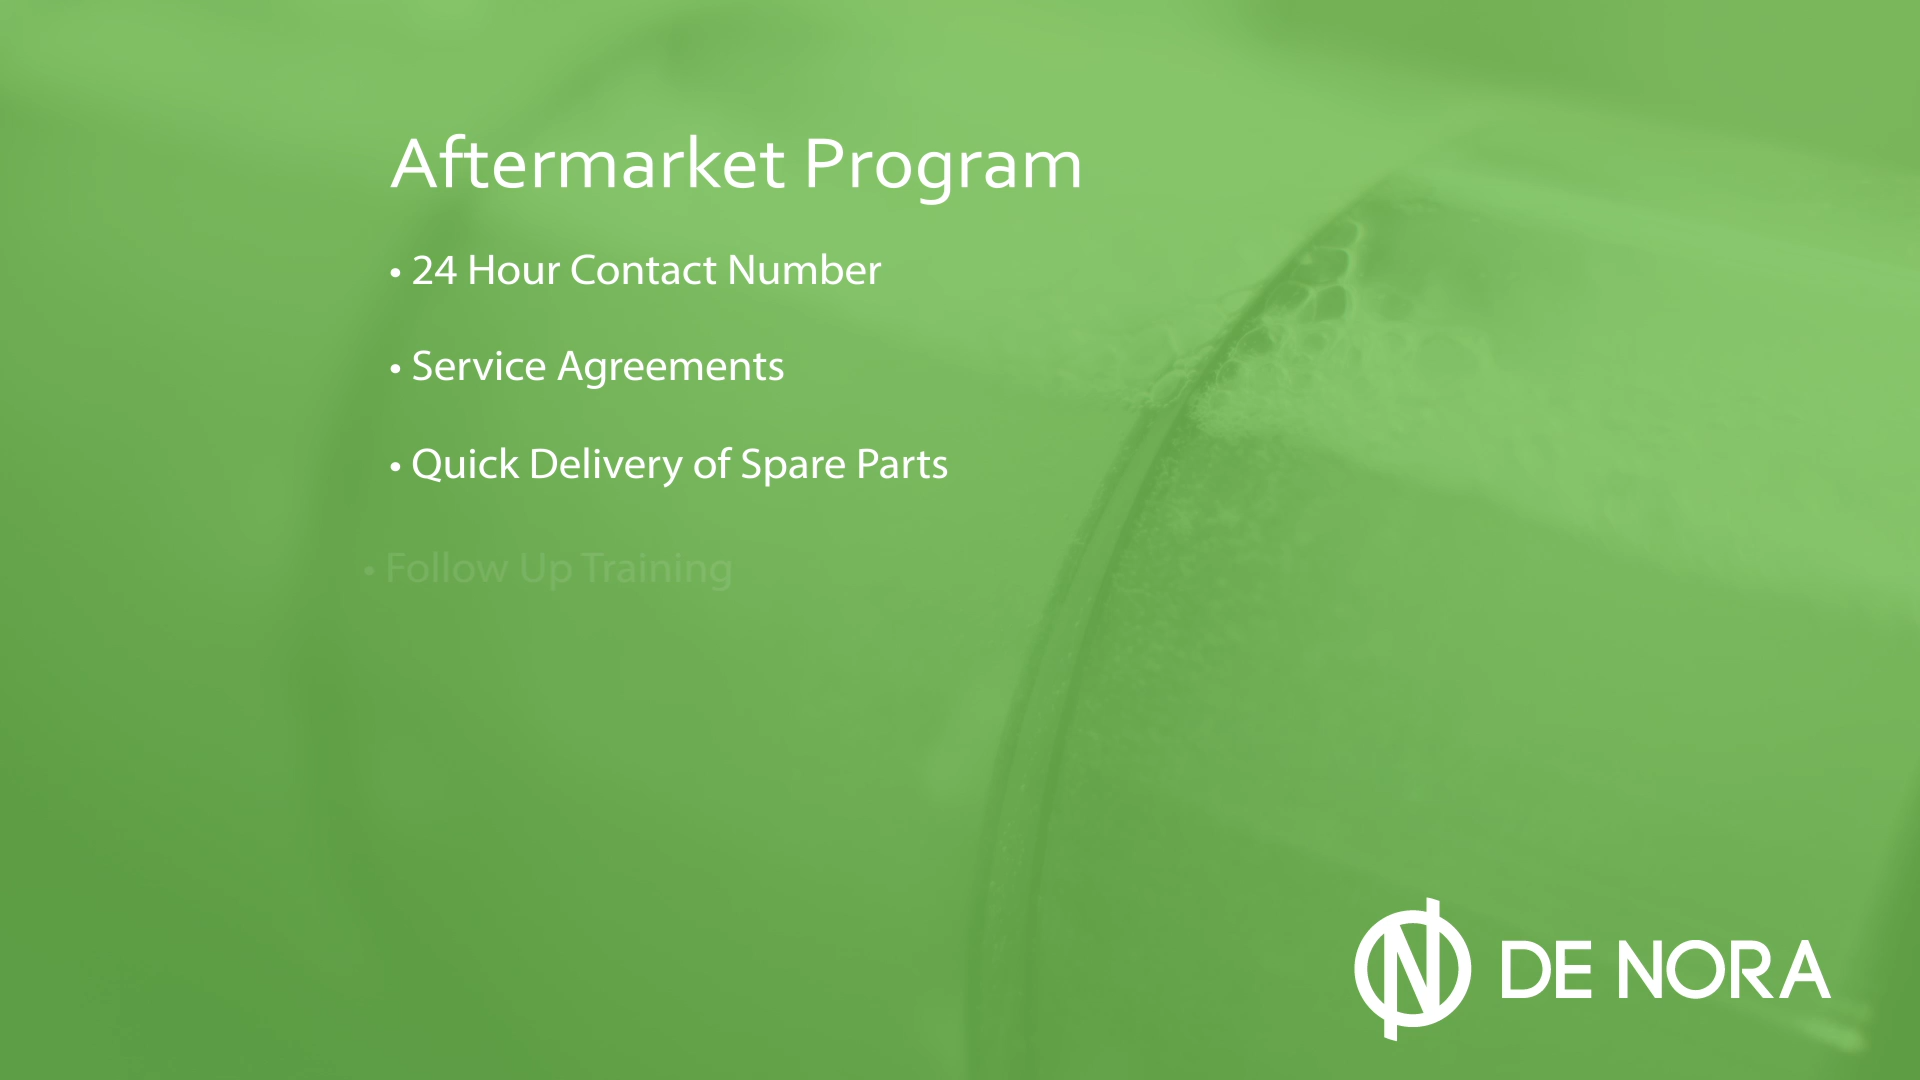 Aftermarket Program
• 24 Hour Contact Number
• Service Agreements
• Quick Delivery of Spare Parts
• Follow Up Training
DE NORA